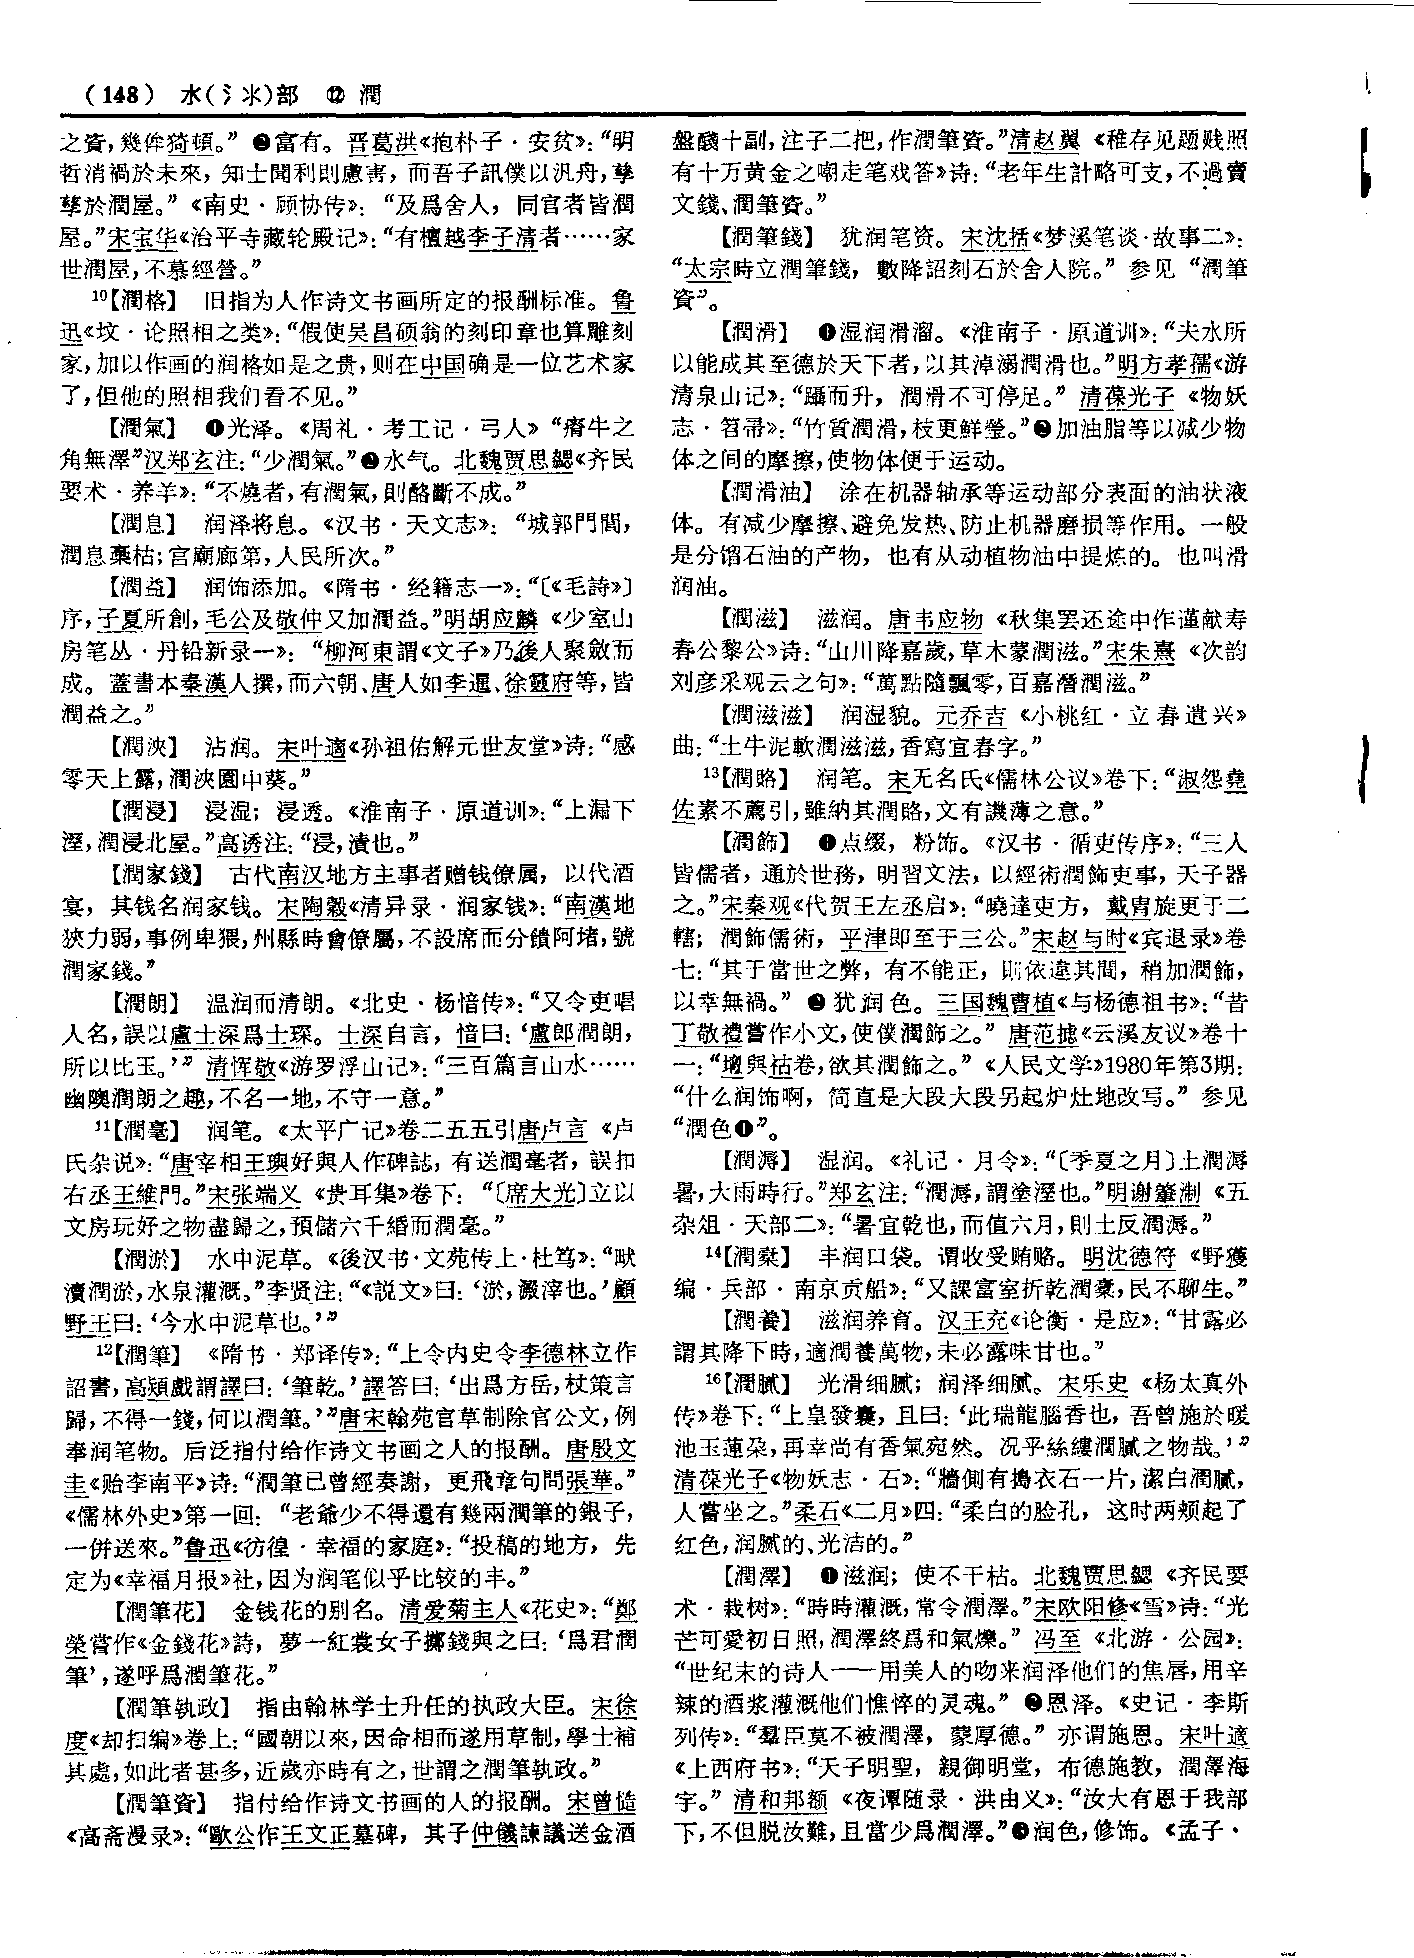 （148） 水(氵氺)部 ⑫ 潤
之資，幾侔猗頓。”❷富有。晋葛洪《抱朴子·安贫》：“明
哲消禍於未來，知士聞利則慮害，而吾子訊僕以汎舟，孳
孳於潤屋。”《南史·顾协传》：“及爲舍人，同官者皆潤
屋。”宋宝华《治平寺藏轮殿记》：“有檀越李子清者……家
世潤屋，不慕經營。”
¹⁰【潤格】 旧指为人作诗文书画所定的报酬标准。鲁
迅《坟·论照相之类》：“假使吴昌硕翁的刻印章也算雕刻
家，加以作画的润格如是之贵，则在中国确是一位艺术家
了，但他的照相我们看不见。”
【潤氣】 ❶光泽。《周礼·考工记·弓人》“瘠牛之
角無澤”汉郑玄注：“少潤氣。”❷水气。北魏贾思勰《齐民
要术·养羊》：“不燒者，有潤氣，則酪斷不成。”
【潤息】 润泽将息。《汉书·天文志》：“城郭門閭，
潤息槀枯；宫廟廊第，人民所次。”
【潤益】 润饰添加。《隋书·经籍志一》：“〔《毛詩》〕
序，子夏所創，毛公及敬仲又加潤益。”明胡应麟《少室山
房笔丛·丹铅新录一》：“柳河東謂《文子》乃後人聚斂而
成。蓋書本秦漢人撰，而六朝、唐人如李暹、徐靈府等，皆
潤益之。”
【潤浹】 沾润。宋叶適《孙祖佑解元世友堂》诗：“感
零天上露，潤浹園中葵。”
【潤浸】 浸湿；浸透。《淮南子·原道训》：“上漏下
溼，潤浸北屋。”高诱注：“浸，漬也。”
【潤家錢】 古代南汉地方主事者赠钱僚属，以代酒
宴，其钱名润家钱。宋陶穀《清异录·润家钱》：“南漢地
狹力弱，事例卑猥，州縣時會僚屬，不設席而分饋阿堵，號
潤家錢。”
【潤朗】 温润而清朗。《北史·杨愔传》：“又令吏唱
人名，誤以盧士深爲士琛。士深自言，愔曰：‘盧郎潤朗，
所以比玉。’”清恽敬《游罗浮山记》：“三百篇言山水……
幽隩潤朗之趣，不名一地，不守一意。”
¹¹【潤毫】 润笔。《太平广记》卷二五五引唐卢言《卢
氏杂说》：“唐宰相王璵好與人作碑誌，有送潤毫者，誤扣
右丞王維門。”宋张端义《贵耳集》卷下：“〔席大光〕立以
文房玩好之物盡歸之，預儲六千緡而潤毫。”
【潤淤】 水中泥草。《後汉书·文苑传上·杜笃》：“畎
瀆潤淤，水泉灌溉。”李贤注：“《説文》曰：‘淤，澱滓也。’顧
野王曰：‘今水中泥草也。’”
¹²【潤筆】 《隋书·郑译传》：“上令内史令李德林立作
詔書，高熲戲謂譯曰：‘筆乾。’譯答曰：‘出爲方岳，杖策言
歸，不得一錢，何以潤筆。’”唐宋翰苑官草制除官公文，例
奉润笔物。后泛指付给作诗文书画之人的报酬。唐殷文
圭《贻李南平》诗：“潤筆已曾經奏謝，更飛章句問張華。”
《儒林外史》第一回：“老爺少不得還有幾兩潤筆的銀子，
一併送來。”鲁迅《彷徨·幸福的家庭》：“投稿的地方，先
定为《幸福月报》社，因为润笔似乎比较的丰。”
【潤筆花】 金钱花的别名。清爱菊主人《花史》：“鄭
榮嘗作《金錢花》詩，夢一紅裳女子擲錢與之曰：‘爲君潤
筆’，遂呼爲潤筆花。”
【潤筆執政】 指由翰林学士升任的执政大臣。宋徐
度《却扫编》卷上：“國朝以來，因命相而遂用草制，學士補
其處，如此者甚多，近歲亦時有之，世謂之潤筆執政。”
【潤筆資】 指付给作诗文书画的人的报酬。宋曾慥
《高斋漫录》：“歐公作王文正墓碑，其子仲儀諫議送金酒
盤醆十副，注子二把，作潤筆資。”清赵翼《稚存见题贱照
有十万黄金之嘲走笔戏答》诗：“老年生計略可支，不過賣
文錢、潤筆資。”
【潤筆錢】 犹润笔资。宋沈括《梦溪笔谈·故事二》：
“太宗時立潤筆錢，數降詔刻石於舍人院。”参见“潤筆
資”。
【潤滑】 ❶湿润滑溜。《淮南子·原道训》：“夫水所
以能成其至德於天下者，以其淖溺潤滑也。”明方孝孺《游
清泉山记》：“躡而升，潤滑不可停足。”清葆光子《物妖
志·笤帚》：“竹質潤滑，枝更鮮瑩。”❷加油脂等以减少物
体之间的摩擦，使物体便于运动。
【潤滑油】 涂在机器轴承等运动部分表面的油状液
体。有减少摩擦、避免发热、防止机器磨损等作用。一般
是分馏石油的产物，也有从动植物油中提炼的。也叫滑
润油。
【潤滋】 滋润。唐韦应物《秋集罢还途中作谨献寿
春公黎公》诗：“山川降嘉歲，草木蒙潤滋。”宋朱熹《次韵
刘彦采观云之句》：“萬點隨飄零，百嘉潛潤滋。”
【潤滋滋】 润湿貌。元乔吉《小桃红·立春遣兴》
曲：“土牛泥軟潤滋滋，香寫宜春字。”
¹³【潤賂】 润笔。宋无名氏《儒林公议》卷下：“淑怨堯
佐素不薦引，雖納其潤賂，文有譏薄之意。”
【潤飾】 ❶点缀，粉饰。《汉书·循吏传序》：“三人
皆儒者，通於世務，明習文法，以經術潤飾吏事，天子器
之。”宋秦观《代贺王左丞启》：“曉達吏方，戴冑旋更于二
轄；潤飾儒術，平津即至于三公。”宋赵与时《宾退录》卷
七：“其于當世之弊，有不能正，則依違其間，稍加潤飾，
以幸無禍。”❷犹润色。三国魏曹植《与杨德祖书》：“昔
丁敬禮嘗作小文，使僕潤飾之。”唐范摅《云溪友议》卷十
一：“壇與祜卷，欲其潤飾之。”《人民文学》1980年第3期：
“什么润饰啊，简直是大段大段另起炉灶地改写。”参见
“潤色❶”。
【潤溽】 湿润。《礼记·月令》：“〔季夏之月〕土潤溽
暑，大雨時行。”郑玄注：“潤溽，謂塗溼也。”明谢肇淛《五
杂俎·天部二》：“暑宜乾也，而值六月，則土反潤溽。”
¹⁴【潤橐】 丰润口袋。谓收受贿赂。明沈德符《野獲
编·兵部·南京贡船》：“又課富室折乾潤橐，民不聊生。”
【潤養】 滋润养育。汉王充《论衡·是应》：“甘露必
謂其降下時，適潤養萬物，未必露味甘也。”
¹⁶【潤膩】 光滑细腻；润泽细腻。宋乐史《杨太真外
传》卷下：“上皇發囊，且曰：‘此瑞龍腦香也，吾曾施於暖
池玉蓮朵，再幸尚有香氣宛然。况乎絲縷潤膩之物哉。’”
清葆光子《物妖志·石》：“牆側有搗衣石一片，潔白潤膩，
人嘗坐之。”柔石《二月》四：“柔白的脸孔，这时两颊起了
红色，润腻的、光洁的。”
【潤澤】 ❶滋润；使不干枯。北魏贾思勰《齐民要
术·栽树》：“時時灌溉，常令潤澤。”宋欧阳修《雪》诗：“光
芒可愛初日照，潤澤終爲和氣爍。”冯至《北游·公园》：
“世纪末的诗人——用美人的吻来润泽他们的焦唇，用辛
辣的酒浆灌溉他们憔悴的灵魂。”❷恩泽。《史记·李斯
列传》：“羣臣莫不被潤澤，蒙厚德。”亦谓施恩。宋叶適
《上西府书》：“天子明聖，親御明堂，布德施教，潤澤海
宇。”清和邦额《夜谭随录·洪由义》：“汝大有恩于我部
下，不但脱汝難，且當少爲潤澤。”❸润色，修饰。《孟子·